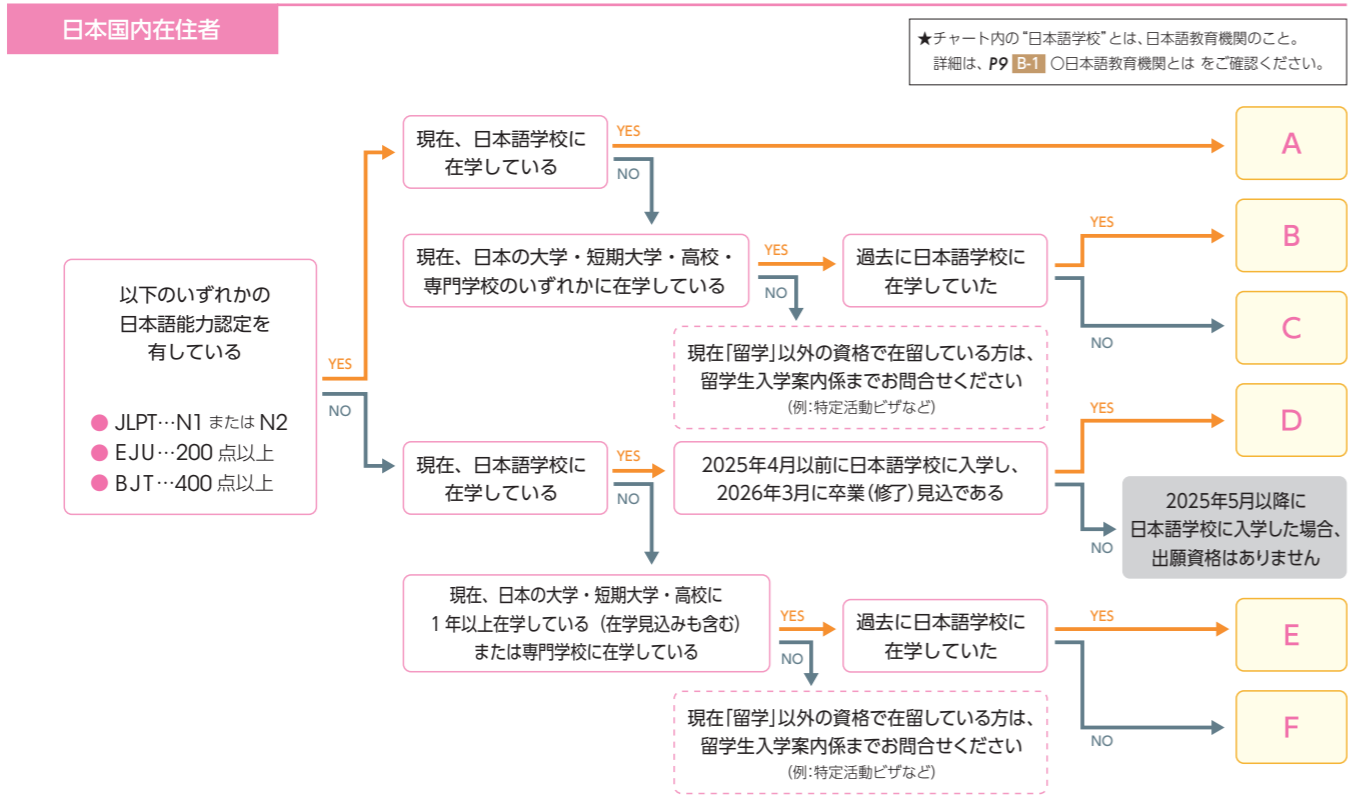 日本国内在住者
★チャート内の“日本語学校”とは、日本語教育機関のこと。
詳細は、P9 B-1 〇日本語教育機関とは をご確認ください。
以下のいずれかの
日本語能力認定を
有している
● JLPT…N1 または N2
● EJU…200 点以上
● BJT…400 点以上
YES
NO
現在、日本語学校に
在学している
YES
NO
A
現在、日本の大学・短期大学・高校・
専門学校のいずれかに在学している
YES
NO
過去に日本語学校に
在学していた
YES
NO
B
C
現在「留学」以外の資格で在留している方は、
留学生入学案内係までお問合せください
(例:特定活動ビザなど)
現在、日本語学校に
在学している
YES
NO
2025年4月以前に日本語学校に入学し、
2026年3月に卒業(修了)見込である
YES
NO
D
2025年5月以降に
日本語学校に入学した場合、
出願資格はありません
現在、日本の大学・短期大学・高校に
1年以上在学している(在学見込みも含む)
または専門学校に在学している
YES
NO
過去に日本語学校に
在学していた
YES
NO
E
F
現在「留学」以外の資格で在留している方は、
留学生入学案内係までお問合せください
(例:特定活動ビザなど)